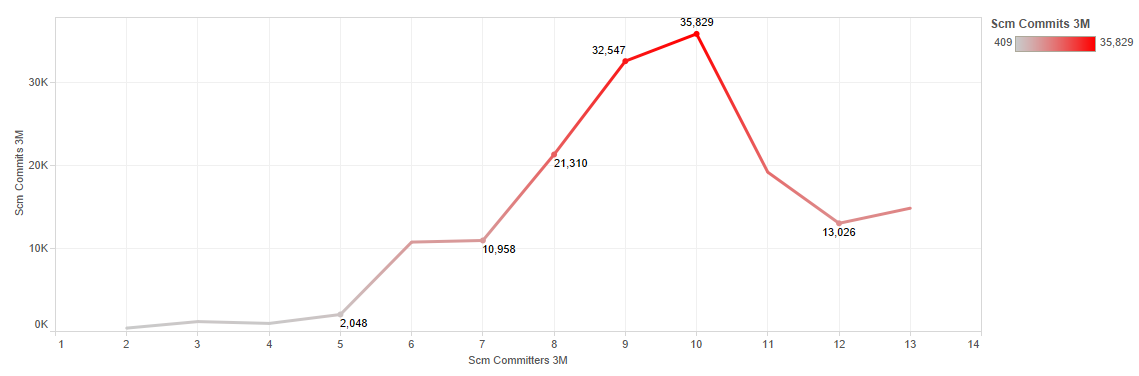 Scm Commits 3M
409 35,829
35,829
32,547
30K
21,310
20K
Scm Commits 3M
13,026
10,958
10K
2,048
0K
1 2 3 4 5 6 7 8 9 10 11 12 13 14
Scm Committers 3M